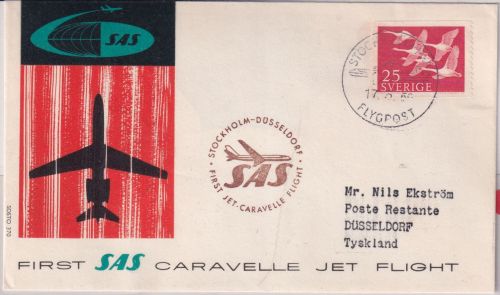 SAS
STOCKHOLM-DÜSSELDORF
SAS
FIRST JET-CARAVELLE FLIGHT
25
SVERIGE
FLYGPOST
Mr. Nils Ekström
Poste Restante
DÜSSELDORF
Tyskland
FIRST SAS CARAVELLE JET FLIGHT